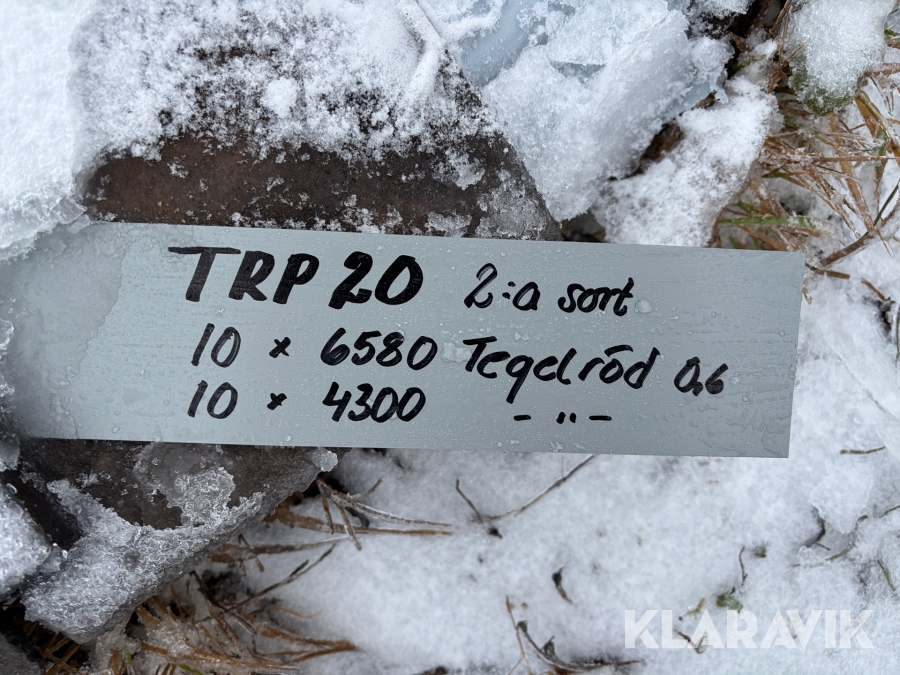 TRP 20 2:a sort
10 × 6580 Tegelröd 0,6
10 × 4300 - " -
KLARAVIK